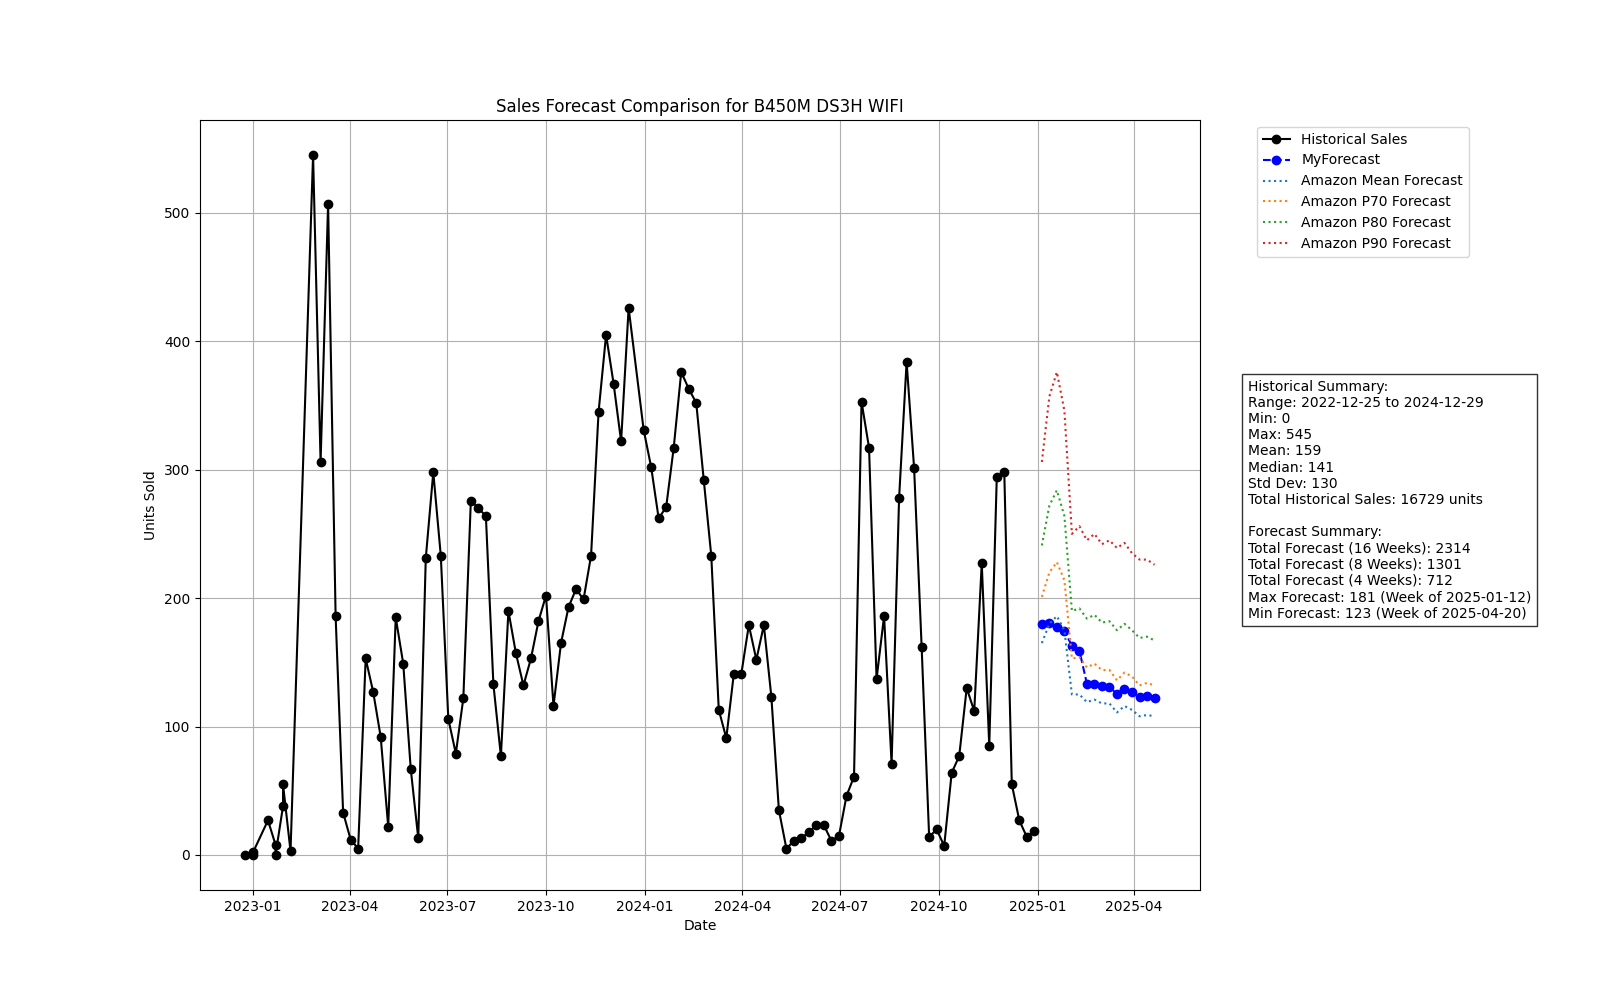 Sales Forecast Comparison for B450M DS3H WIFI
Units Sold
500
400
300
200
100
0
2023-01
2023-04
2023-07
2023-10
2024-01
2024-04
2024-07
2024-10
2025-01
2025-04
Date
Historical Sales
MyForecast
Amazon Mean Forecast
Amazon P70 Forecast
Amazon P80 Forecast
Amazon P90 Forecast
Historical Summary:
Range: 2022-12-25 to 2024-12-29
Min: 0
Max: 545
Mean: 159
Median: 141
Std Dev: 130
Total Historical Sales: 16729 units
Forecast Summary:
Total Forecast (16 Weeks): 2314
Total Forecast (8 Weeks): 1301
Total Forecast (4 Weeks): 712
Max Forecast: 181 (Week of 2025-01-12)
Min Forecast: 123 (Week of 2025-04-20)